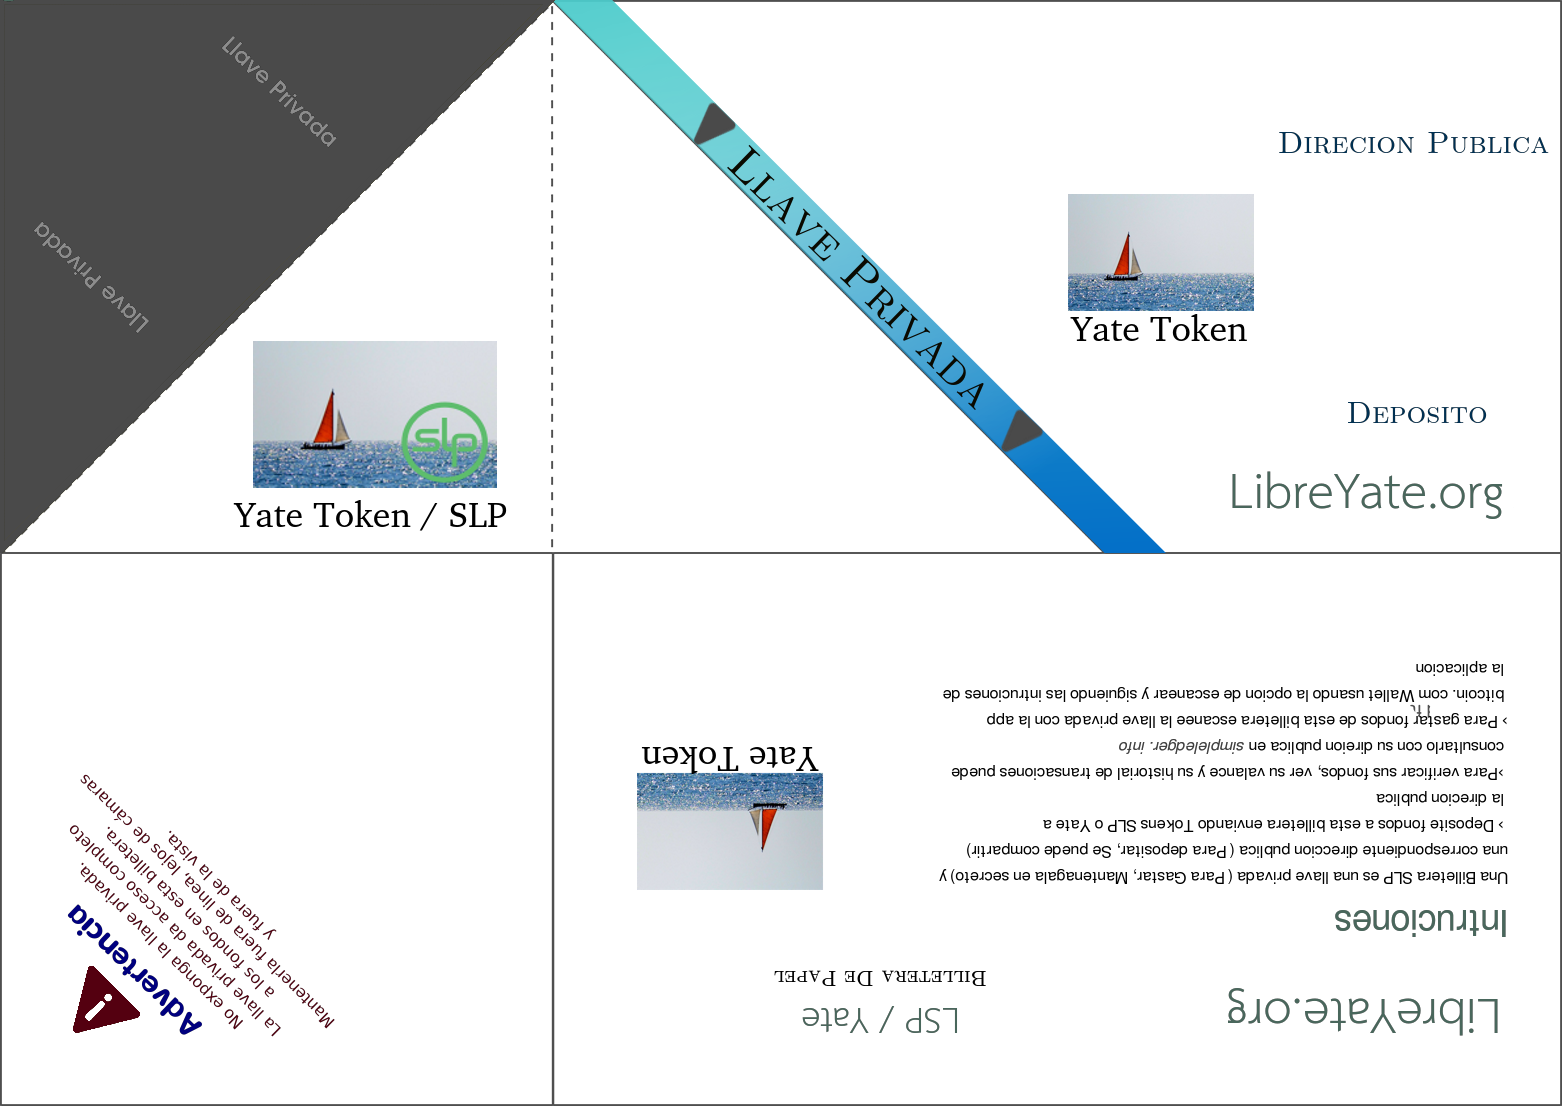 Llave Privada
Llave Privada
slp
Yate Token / SLP
LLAVE PRIVADA
DIRECION PUBLICA
Yate Token
DEPOSITO
LibreYate.org
Advertencia
No exponga la llave privada,
La llave privada da acceso completo
a los fondos en esta billetera.
Mantenerla fuera de línea, lejos de cámaras
y fuera de la vista.
LibreYate.org
LSP / Yate
BILLETERA DE PAPEL
Intruciones
Una Billetera SLP es una llave privada ( Para Gastar, Mantenagala en secreto) y
una correspondiente direccion publica ( Para depositar, Se puede compartir)
› Deposite fondos a esta billetera enviando Tokens SLP o Yate a
la direcion publica
›Para verificar sus fondos, ver su valance y su historial de transaciones puede
consultarlo con su direion publica en simpleledger. info
› Para gastar fondos de esta billetera escanee la llave privada con la app
bitcoin. com Wallet usando la opcion de escanear y siguiendo las intruciones de
la aplicacion
Yate Token